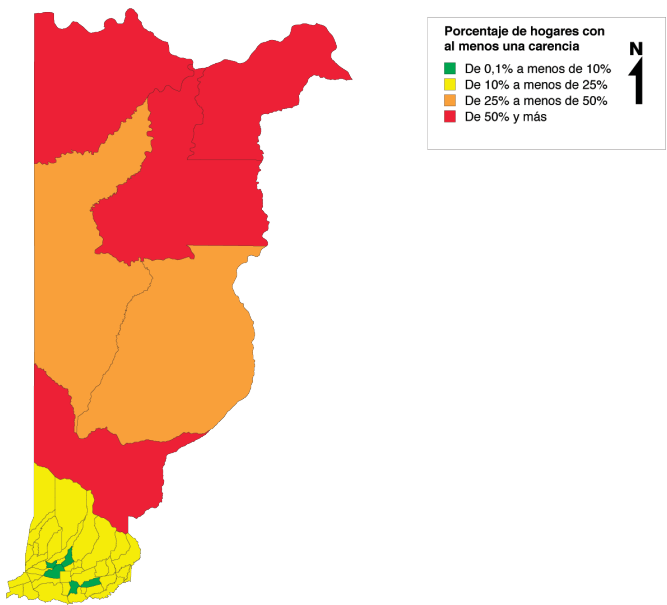 Porcentaje de hogares con
al menos una carencia
N
De 0,1% a menos de 10%
De 10% a menos de 25%
De 25% a menos de 50%
De 50% y más